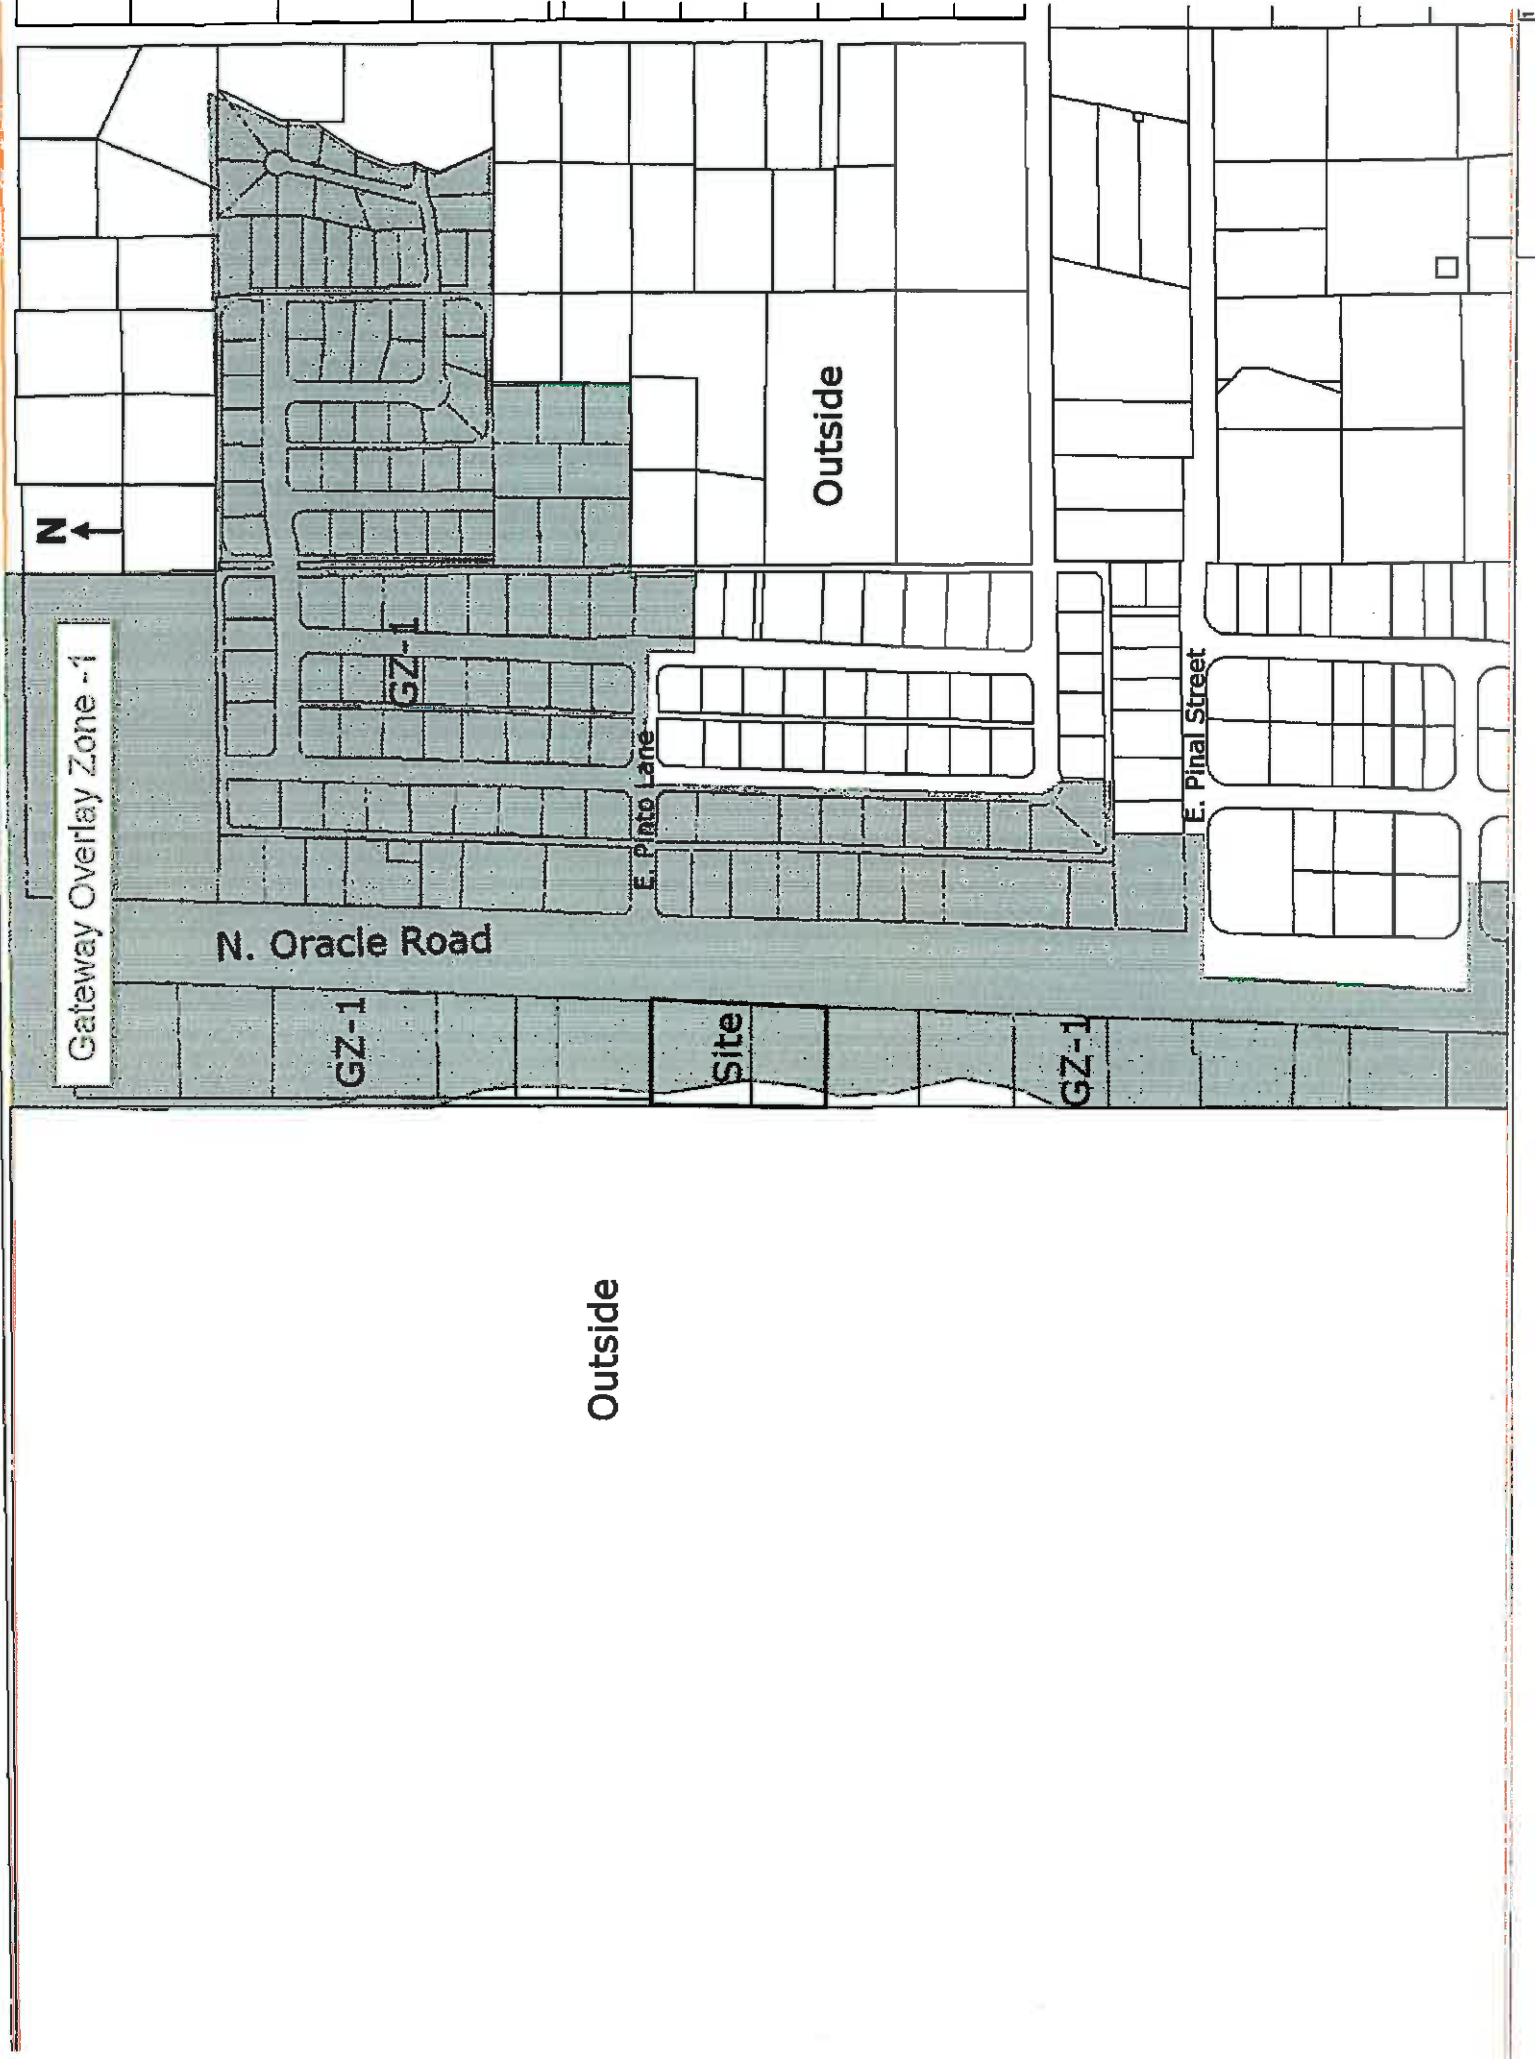 N
Gateway Overlay Zone -1
N. Oracle Road
GZ-1
GZ-1
Outside
E. Pinto Lane
Site
Outside
GZ-1
E. Pinal Street